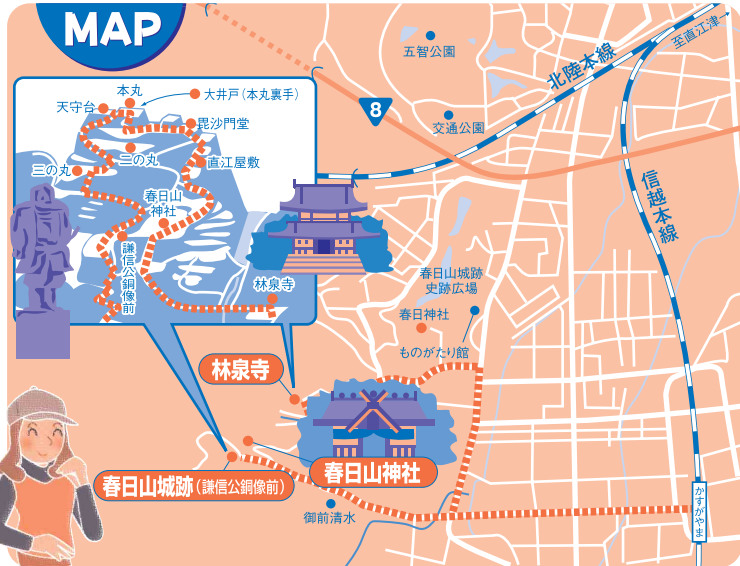 MAP
五智公園
北陸本線
至直江津→
8
交通公園
信越本線
本丸
天守台
大井戸(本丸裏手)
毘沙門堂
二の丸
直江屋敷
三の丸
春日山
神社
謙信公銅像前
林泉寺
春日山城跡
史跡広場
春日神社
ものがたり館
林泉寺
春日山神社
春日山城跡(謙信公銅像前)
御前清水
かすがやま